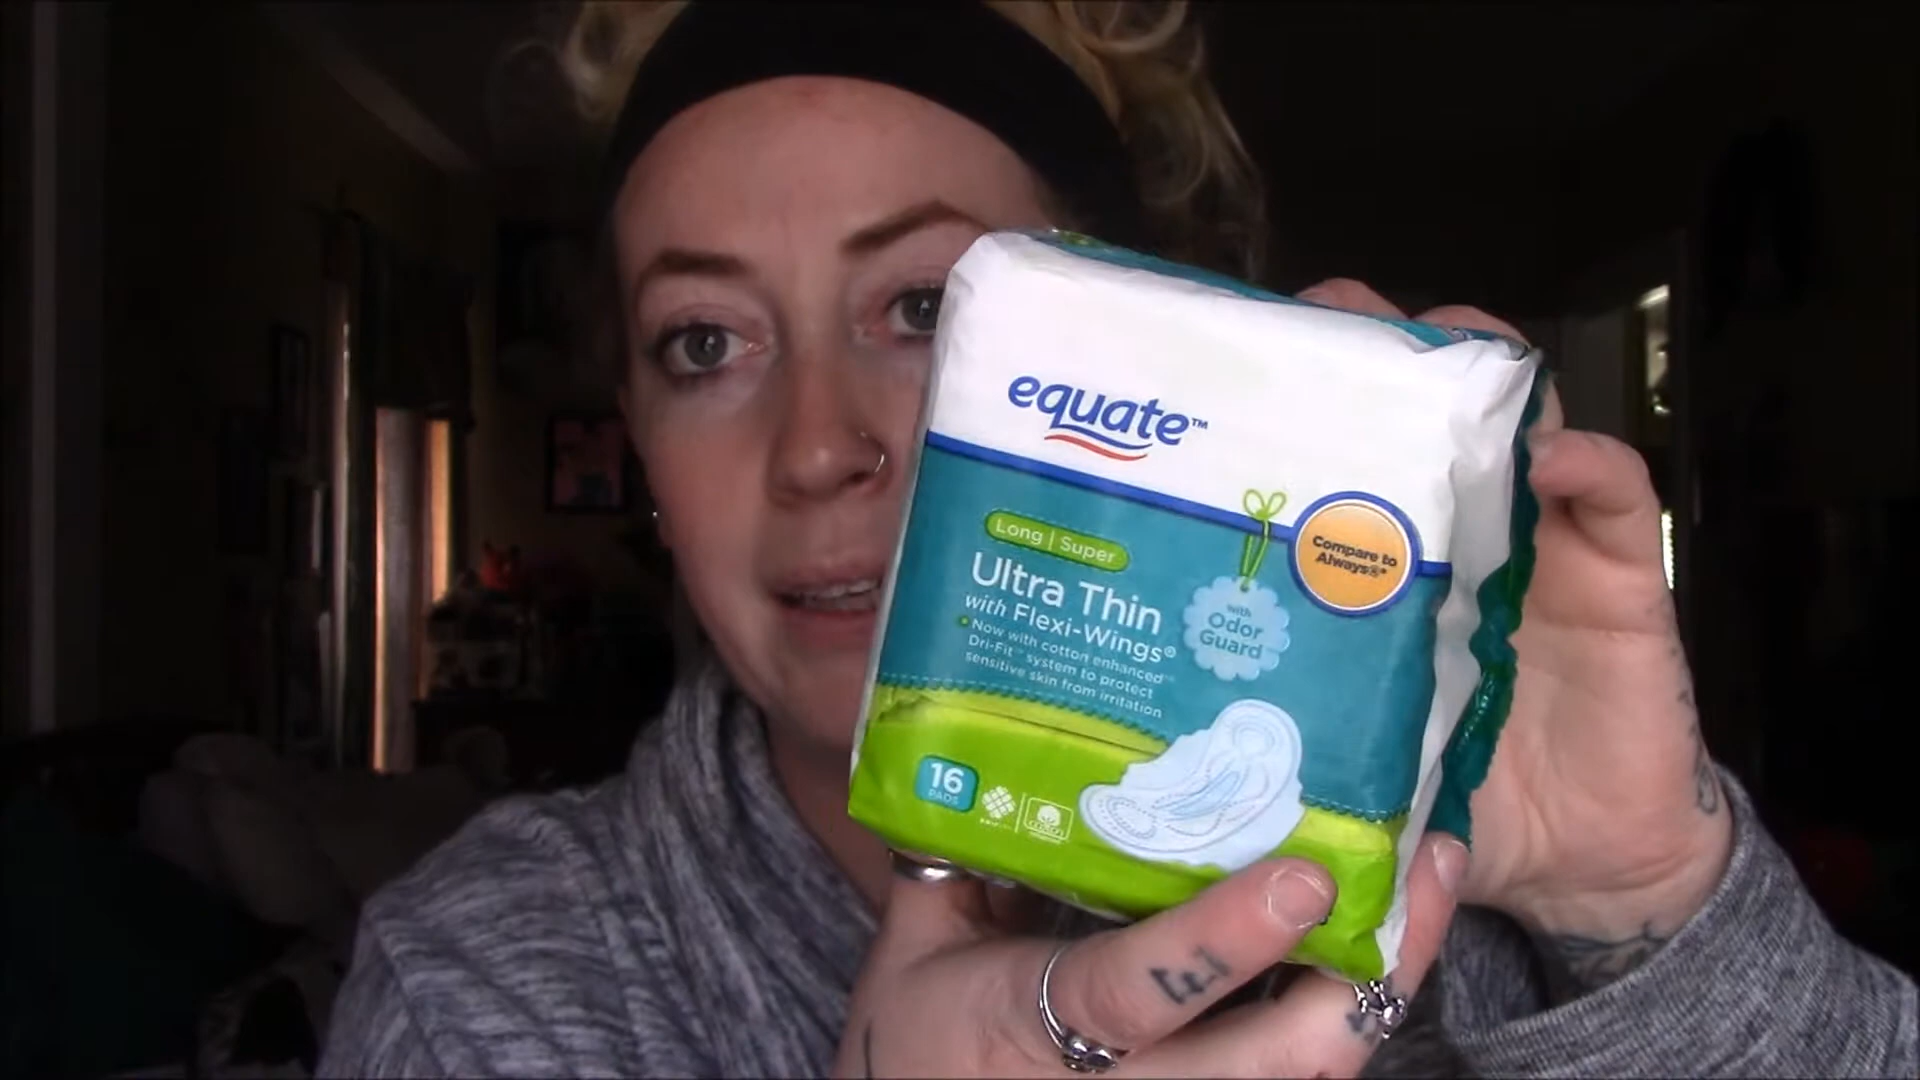 equate™
Long | Super
Compare to
Always®*
Ultra Thin
with Flexi-Wings®
with
Odor
Guard
• Now with cotton enhanced™
Dri-Fit™ system to protect
sensitive skin from irritation
16
PADS